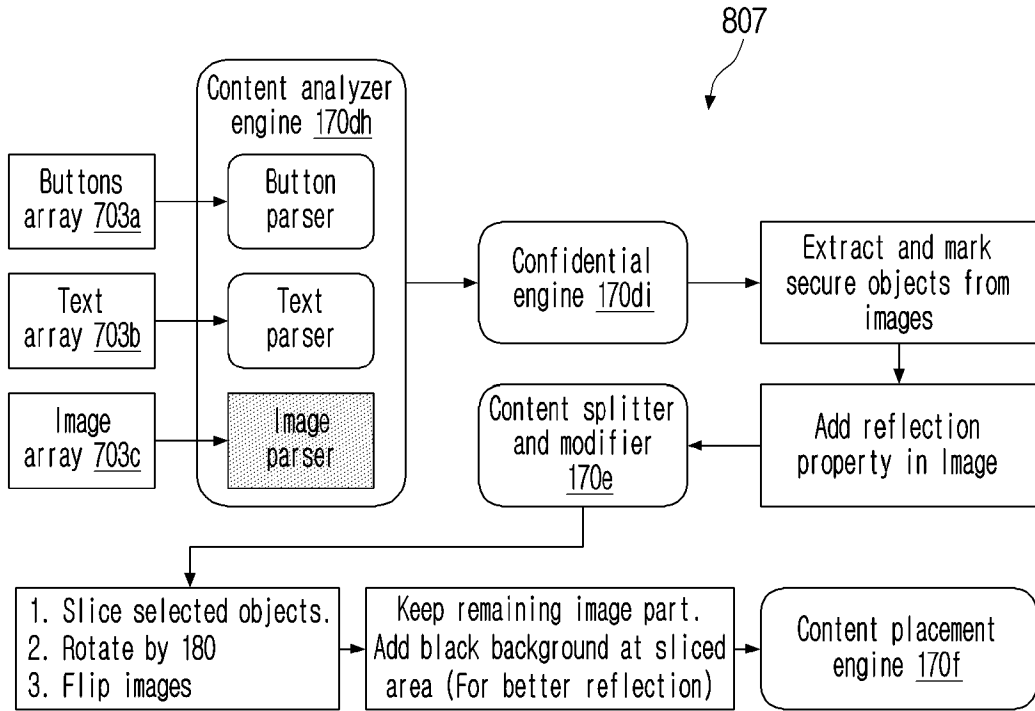 807
Content analyzer
engine 170dh
Buttons
array 703a
Button
parser
Text
array 703b
Text
parser
Image
array 703c
Image
parser
Confidential
engine 170di
Extract and mark
secure objects from
images
Add reflection
property in Image
Content splitter
and modifier
170e
1. Slice selected objects.
2. Rotate by 180
3. Flip images
Keep remaining image part.
Add black background at sliced
area (For better reflection)
Content placement
engine 170f